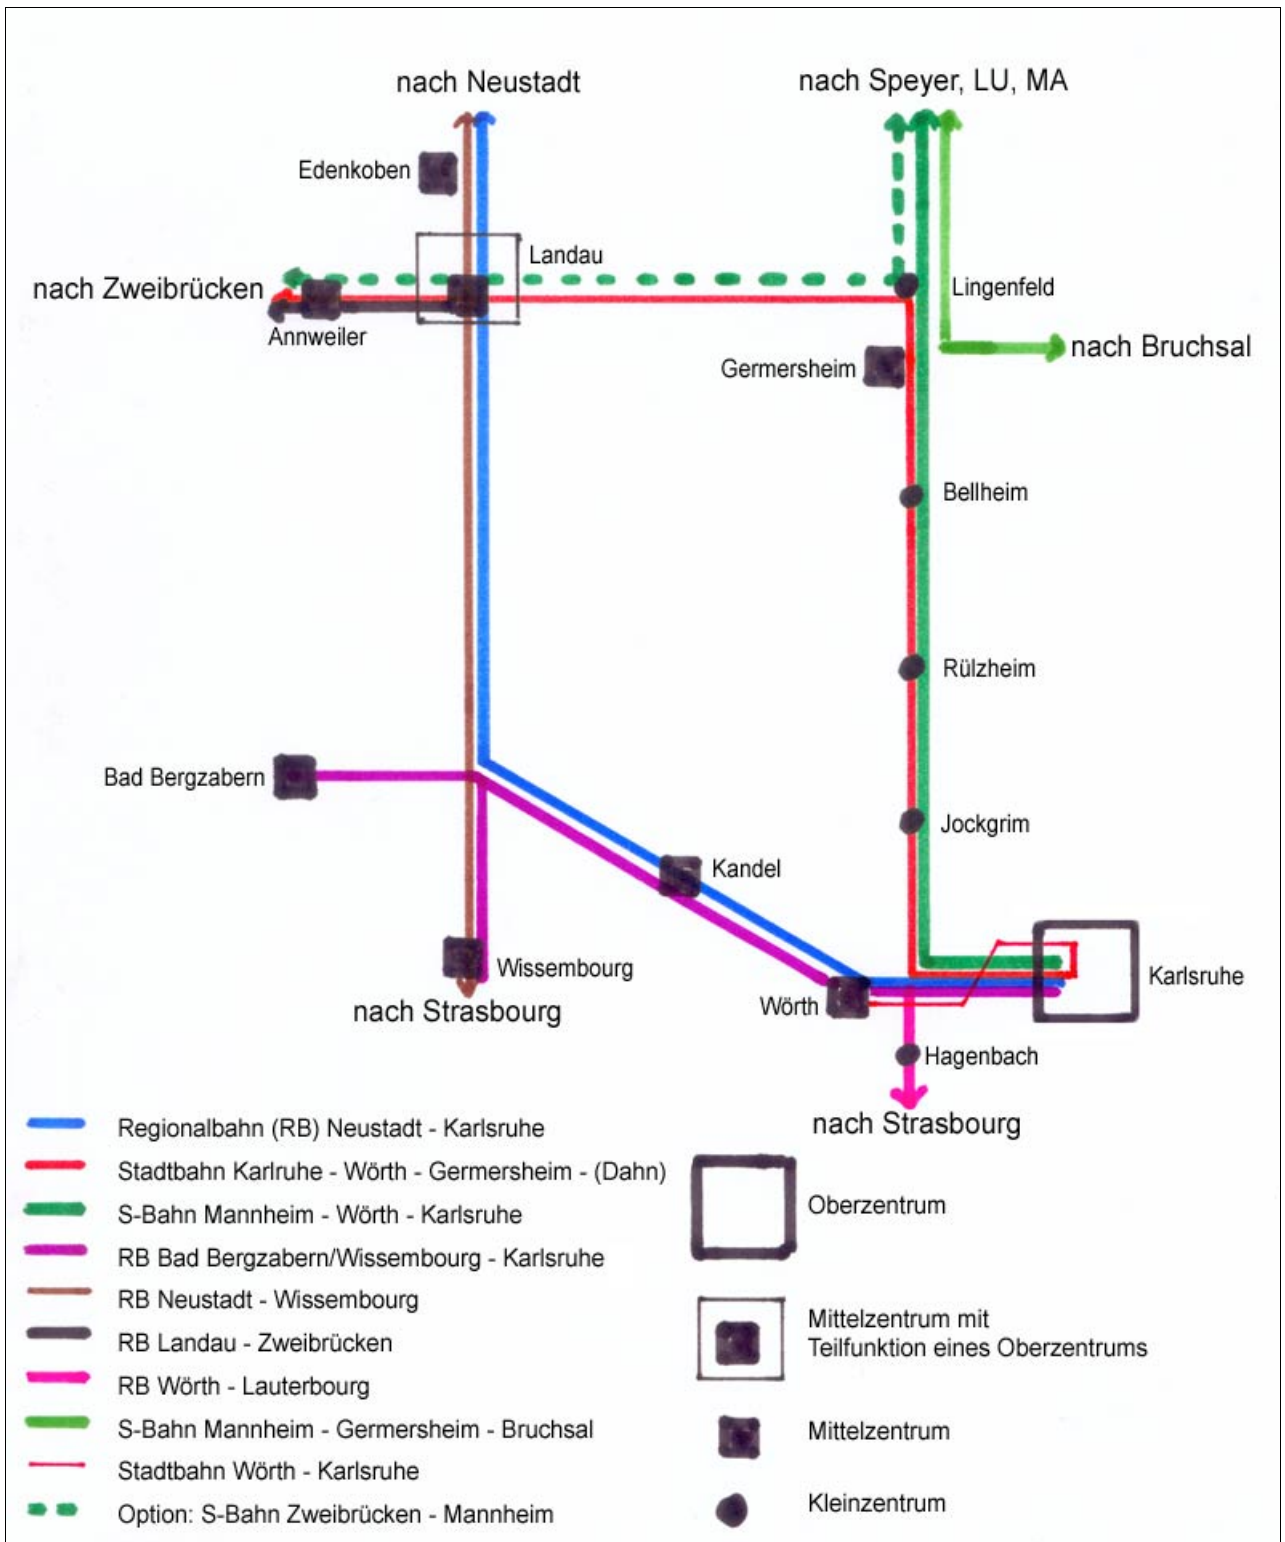 nach Neustadt
nach Speyer, LU, MA
Edenkoben
Landau
nach Zweibrücken
Lingenfeld
Annweiler
nach Bruchsal
Germersheim
Bellheim
Rülzheim
Bad Bergzabern
Jockgrim
Kandel
Wissembourg
Karlsruhe
nach Strasbourg
Wörth
Hagenbach
nach Strasbourg
Regionalbahn (RB) Neustadt - Karlsruhe
Stadtbahn Karlruhe - Wörth - Germersheim - (Dahn)
S-Bahn Mannheim - Wörth - Karlsruhe
RB Bad Bergzabern/Wissembourg - Karlsruhe
RB Neustadt - Wissembourg
RB Landau - Zweibrücken
RB Wörth - Lauterbourg
S-Bahn Mannheim - Germersheim - Bruchsal
Stadtbahn Wörth - Karlsruhe
Option: S-Bahn Zweibrücken - Mannheim
Oberzentrum
Mittelzentrum mit
Teilfunktion eines Oberzentrums
Mittelzentrum
Kleinzentrum